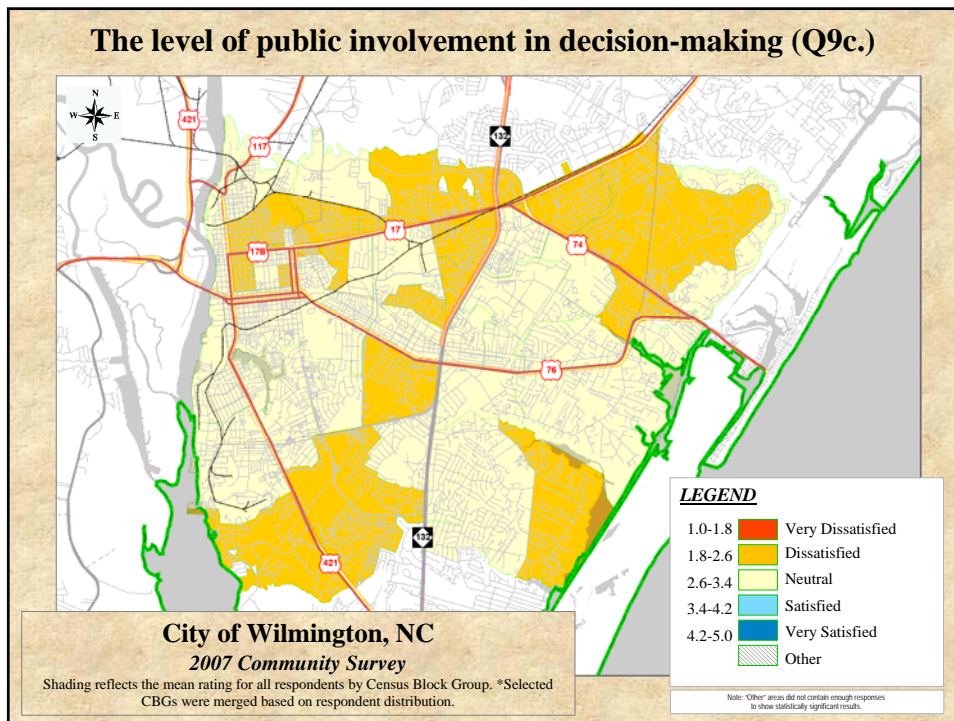 The level of public involvement in decision-making (Q9c.)
N
W E
S
421
117
132
17
17B
74
76
132
421
LEGEND
1.0-1.8 Very Dissatisfied
1.8-2.6 Dissatisfied
2.6-3.4 Neutral
3.4-4.2 Satisfied
4.2-5.0 Very Satisfied
Other
City of Wilmington, NC
2007 Community Survey
Shading reflects the mean rating for all respondents by Census Block Group. *Selected
CBGs were merged based on respondent distribution.
Note: "Other" areas did not contain enough responses
to show statistically significant results.